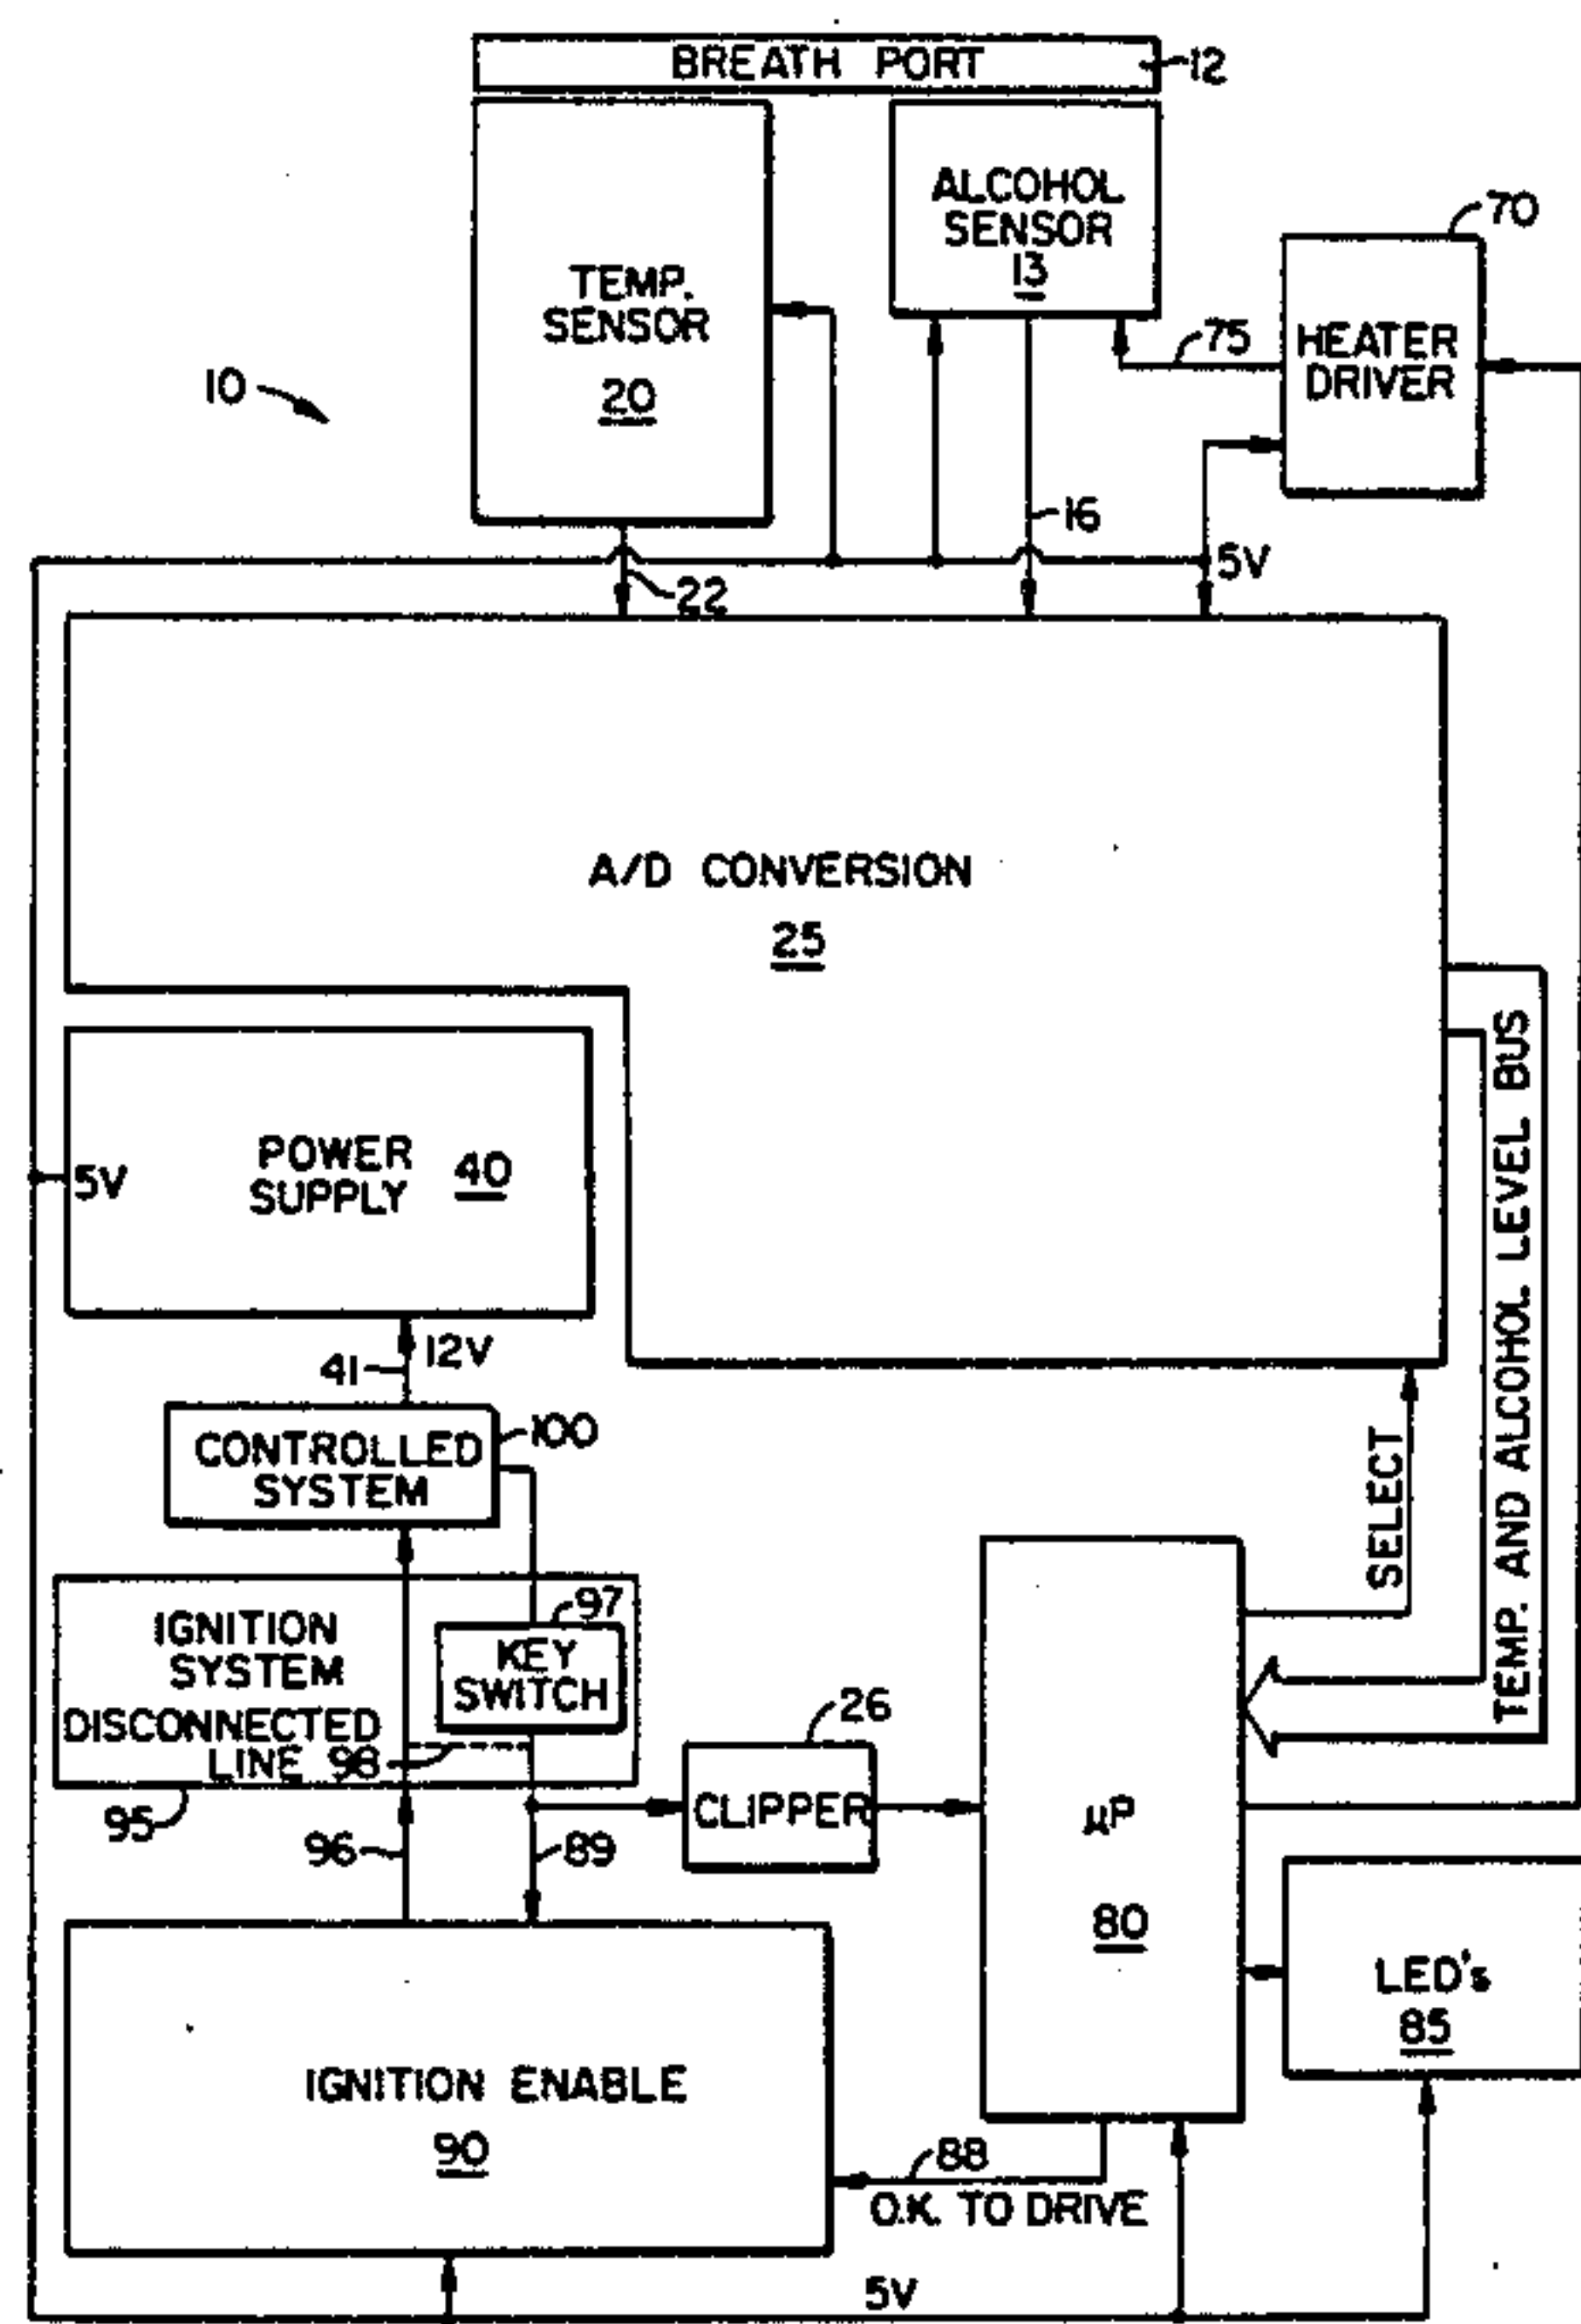 BREATH PORT
12
ALCOHOL
SENSOR
13
70
TEMP.
SENSOR
20
75
HEATER
DRIVER
10
16
5V
22
A/D CONVERSION
25
TEMP. AND ALCOHOL LEVEL BUS
POWER
SUPPLY
40
5V
12V
41
100
CONTROLLED
SYSTEM
SELECT
97
IGNITION
SYSTEM
KEY
SWITCH
DISCONNECTED
LINE 98
26
CLIPPER
µP
80
95
96
89
LED's
85
IGNITION ENABLE
90
88
O.K. TO DRIVE
5V